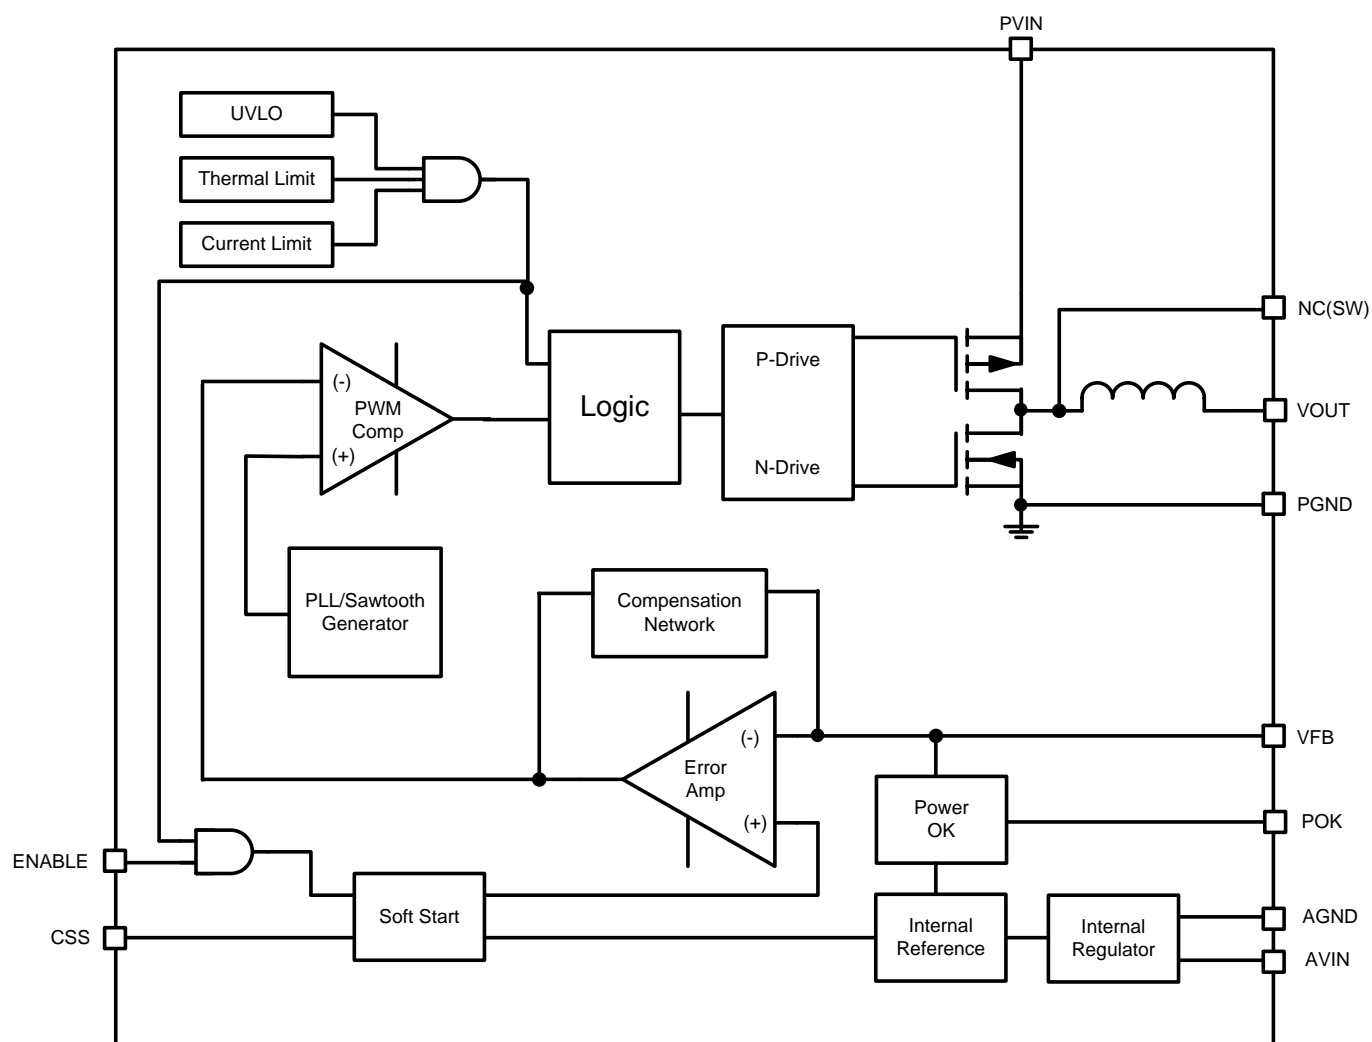 PVIN
UVLO
Thermal Limit
Current Limit
NC(SW)
P-Drive
(-)
PWM
Comp
(+)
Logic
VOUT
N-Drive
PGND
PLL/Sawtooth
Generator
Compensation
Network
(-)
Error
Amp
(+)
VFB
Power
OK
POK
ENABLE
Soft Start
CSS
Internal
Reference
Internal
Regulator
AGND
AVIN